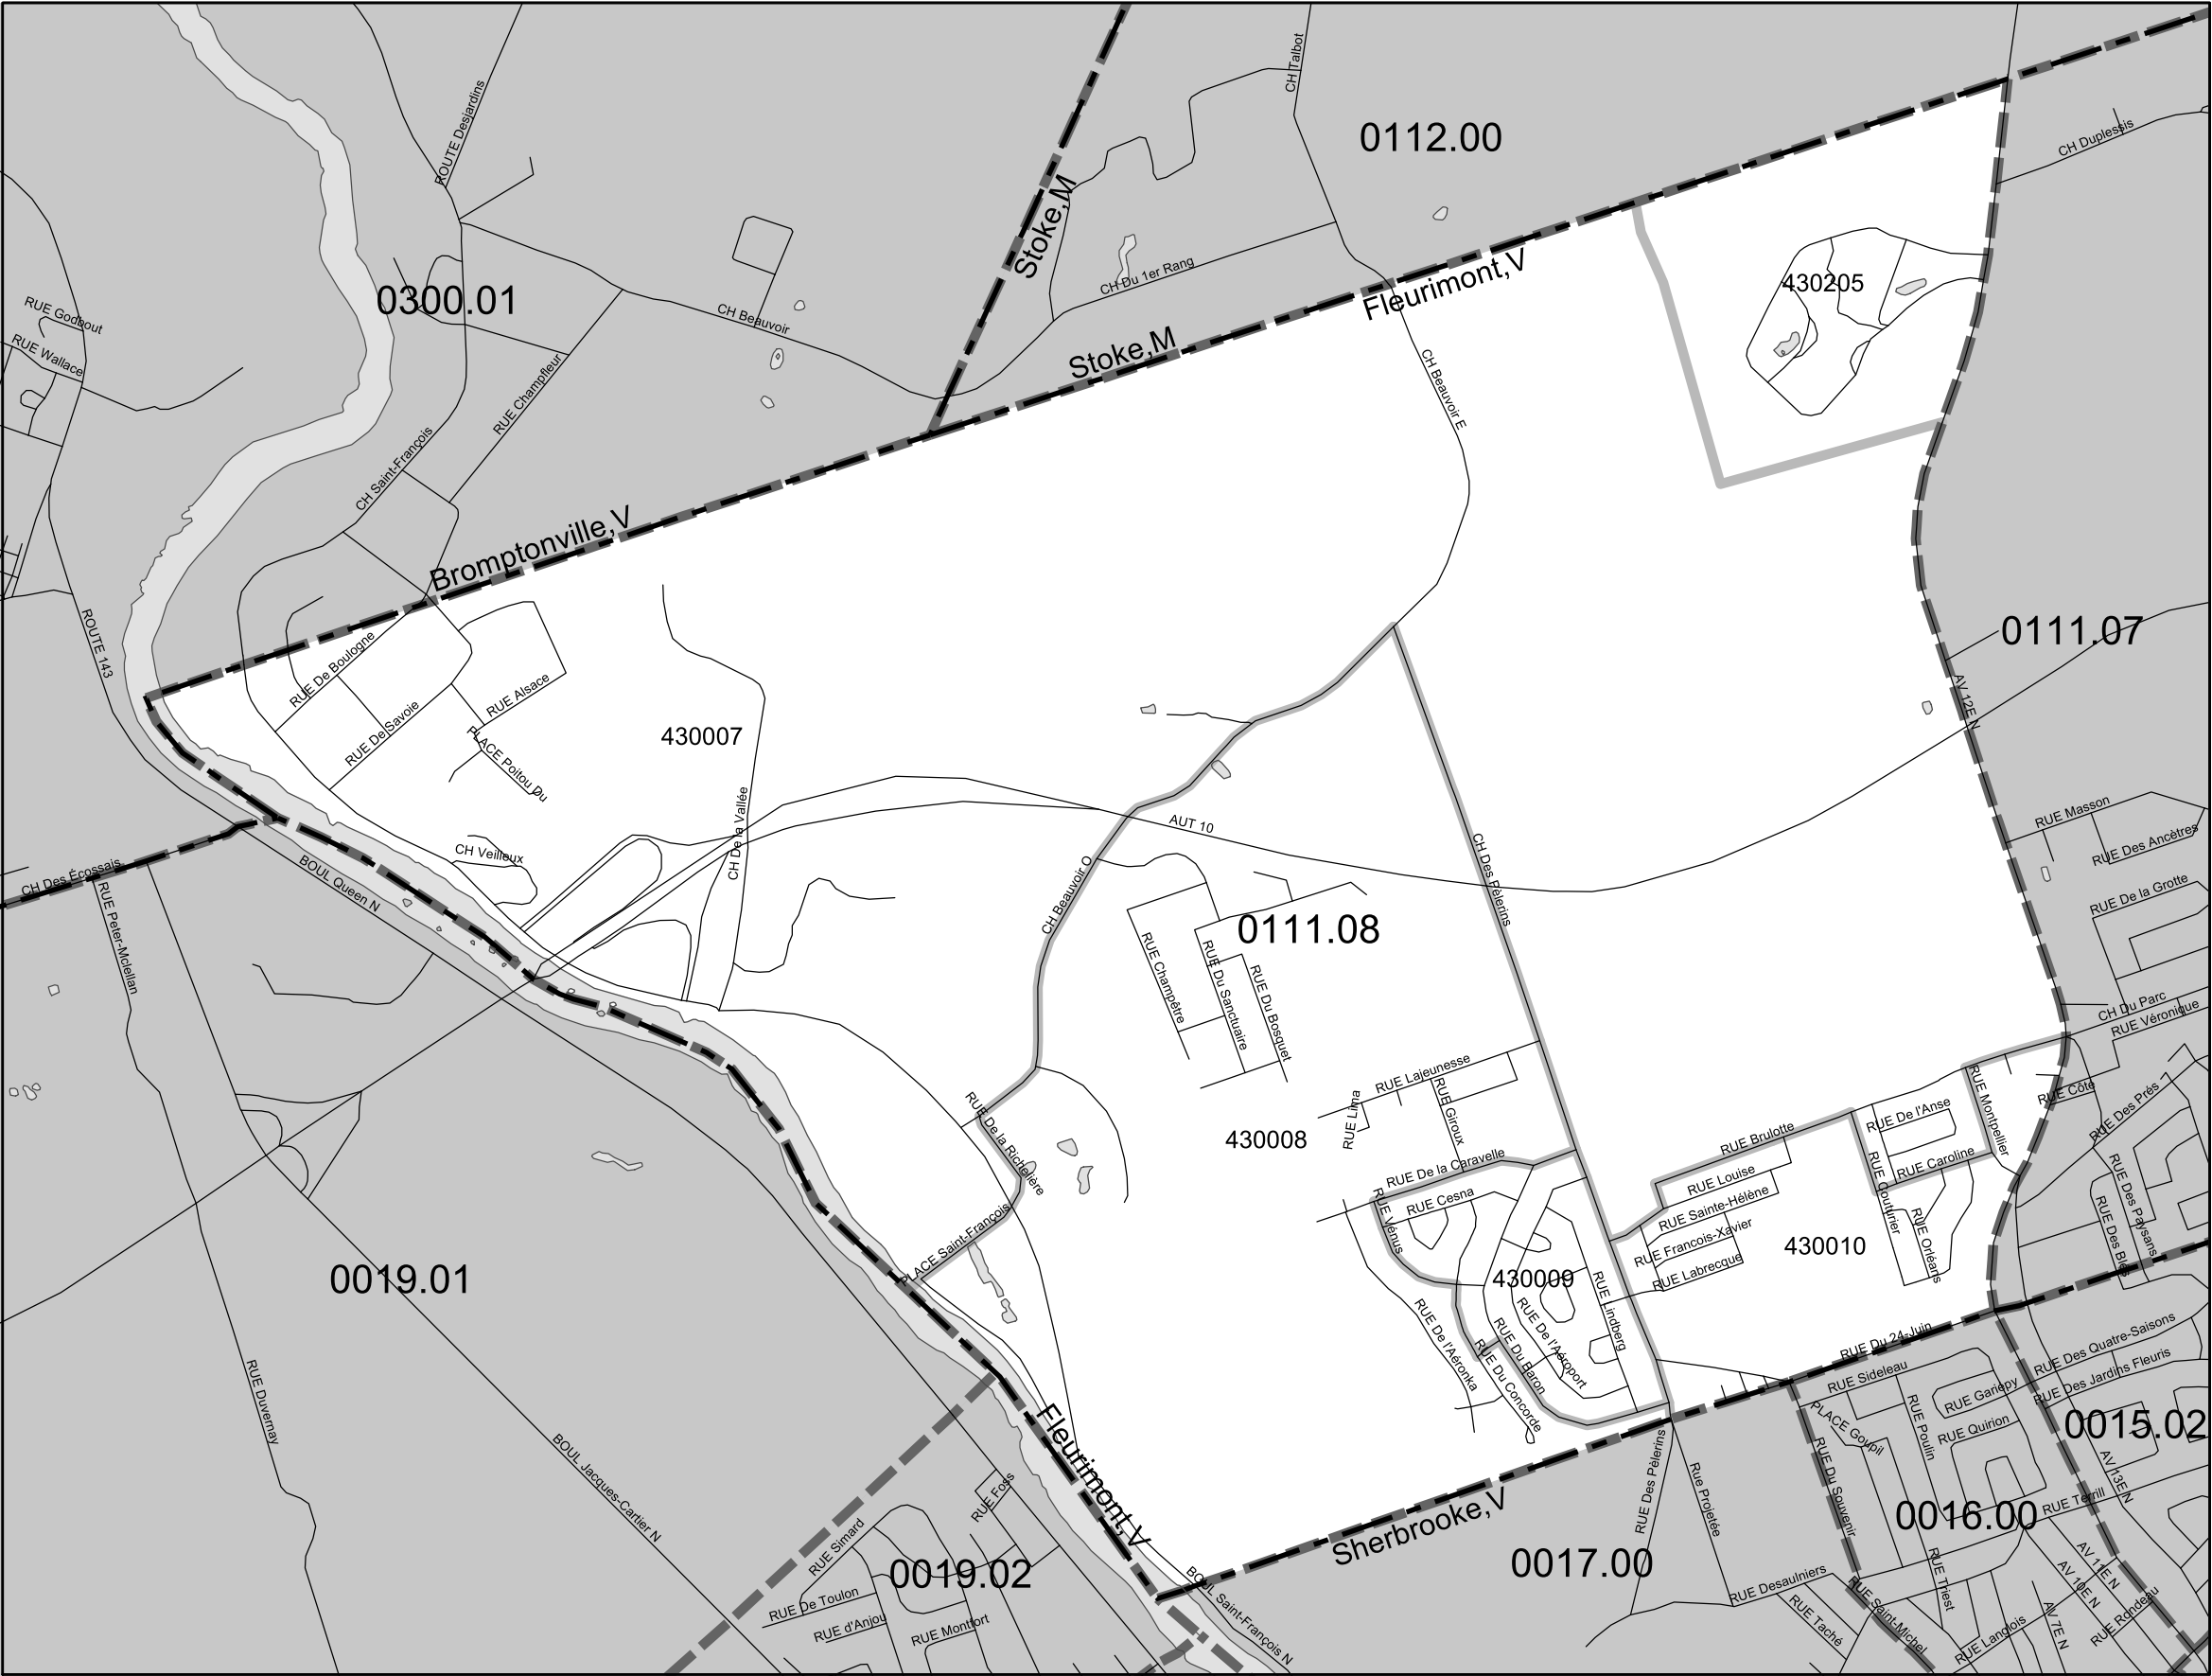 CH Talbot
ROUTE Desjardins
0112.00
CH Duplessis
Stoke,M
CH Du 1er Rang
Fleurimont,V
430205
0300.01
RUE Godbout
RUE Wallace
CH Beauvoir
Stoke,M
RUE Champfleur
CH Beauvoir E
CH Saint-François
Bromptonville,V
ROUTE 143
0111.07
RUE De Boulogne
RUE Alsace
RUE De Savoie
PLACE Poitou Du
430007
AV 12E N
CH De la Vallée
AUT 10
RUE Masson
RUE Des Ancètres
CH Veilleux
CH Des Écossais
BOUL Queen N
RUE Peter-Mclellan
CH Beauvoir O
CH Des Pèlerins
0111.08
RUE De la Grotte
RUE Champêtre
RUE Du Sanctuaire
RUE Du Bosquet
CH Du Parc
RUE Véronique
RUE Lajeunesse
RUE Lima
RUE Giroux
RUE Montpellier
RUE Côte
RUE Des Prés
RUE De la Richelière
430008
RUE De l'Anse
RUE Brulotte
RUE De la Caravelle
RUE Caroline
RUE Louise
RUE Couturier
RUE Cesna
RUE Vénus
RUE Sainte-Hélène
RUE Orléans
RUE Des Paysans
RUE Des Blés
PLACE Saint-François
RUE Francois-Xavier
430010
RUE Labrecque
430009
0019.01
RUE Lindberg
RUE De l'Aéroport
RUE De l'Aéronka
RUE Du Baron
RUE Du Concorde
RUE Du 24-Juin
RUE Des Quatre-Saisons
RUE Des Jardins Fleuris
RUE Sideleau
RUE Gariépy
RUE Duvernay
PLACE Goupil
RUE Poulin
RUE Quirion
0015.02
Fleurimont,V
BOUL Jacques-Cartier N
RUE Des Pèlerins
Rue Projetée
RUE Du Souvenir
AV 13E N
RUE Terrill
RUE Foss
Sherbrooke,V
0016.00
RUE Simard
0019.02
0017.00
BOUL Saint-François N
RUE De Toulon
RUE d'Anjou
RUE Montfort
RUE Desaulniers
RUE Taché
RUE Saint-Michel
RUE Triest
RUE Langlois
AV 7E N
AV 10E N
AV 11E N
RUE Rondeau